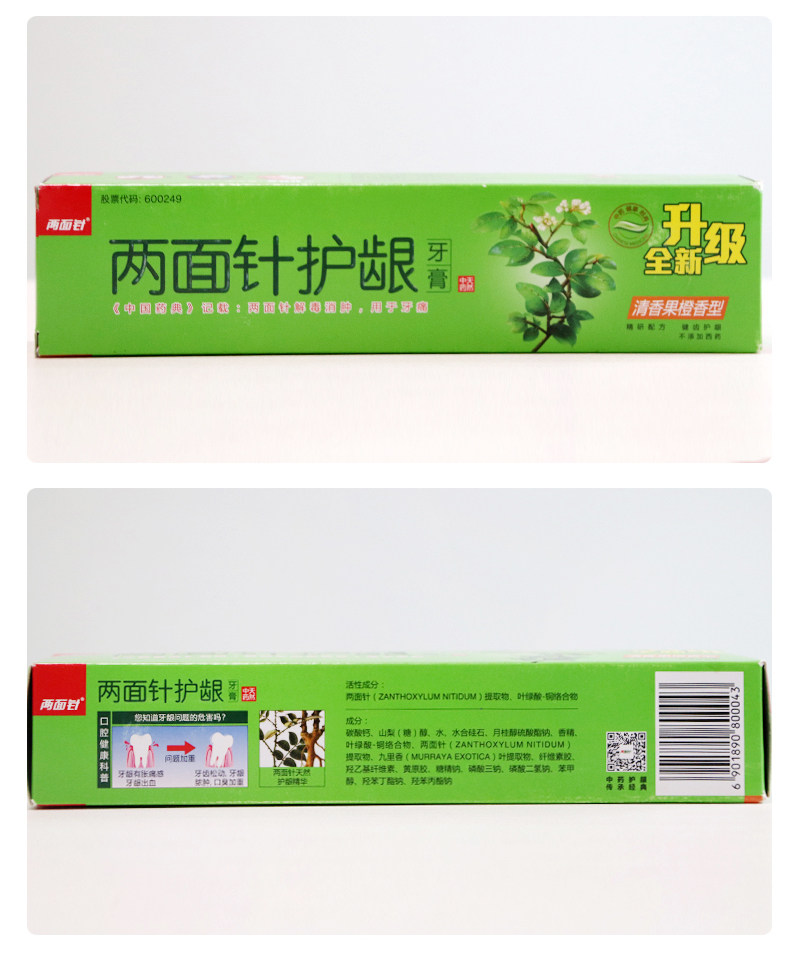 股票代码: 600249
两面针®
两面针护龈
牙膏
天然中药
《中国药典》记载：两面针解毒消肿，用于牙痛
升级
全新
清香果橙香型
精研配方 健齿护龈
不添加西药
两面针®
两面针护龈
牙膏
天然中药
口腔健康科普
您知道牙龈问题的危害吗?
问题加重
牙龈有胀痛感
牙龈出血
牙齿松动, 牙龈
萎肿, 口臭加重
两面针天然
护龈精华
活性成分：
两面针（ZANTHOXYLUM NITIDUM）提取物、叶绿酸-铜络合物
成分：
碳酸钙、山梨（糖）醇、水、水合硅石、月桂醇硫酸酯钠、香精、
叶绿酸-铜络合物、两面针（ZANTHOXYLUM NITIDUM）
提取物、九里香（MURRAYA EXOTICA）叶提取物、纤维素胶、
羟乙基纤维素、黄原胶、糖精钠、磷酸三钠、磷酸二氢钠、苯甲
醇、羟苯丁酯钠、羟苯丙酯钠
中药护龈
传承经典
6 901890 800043